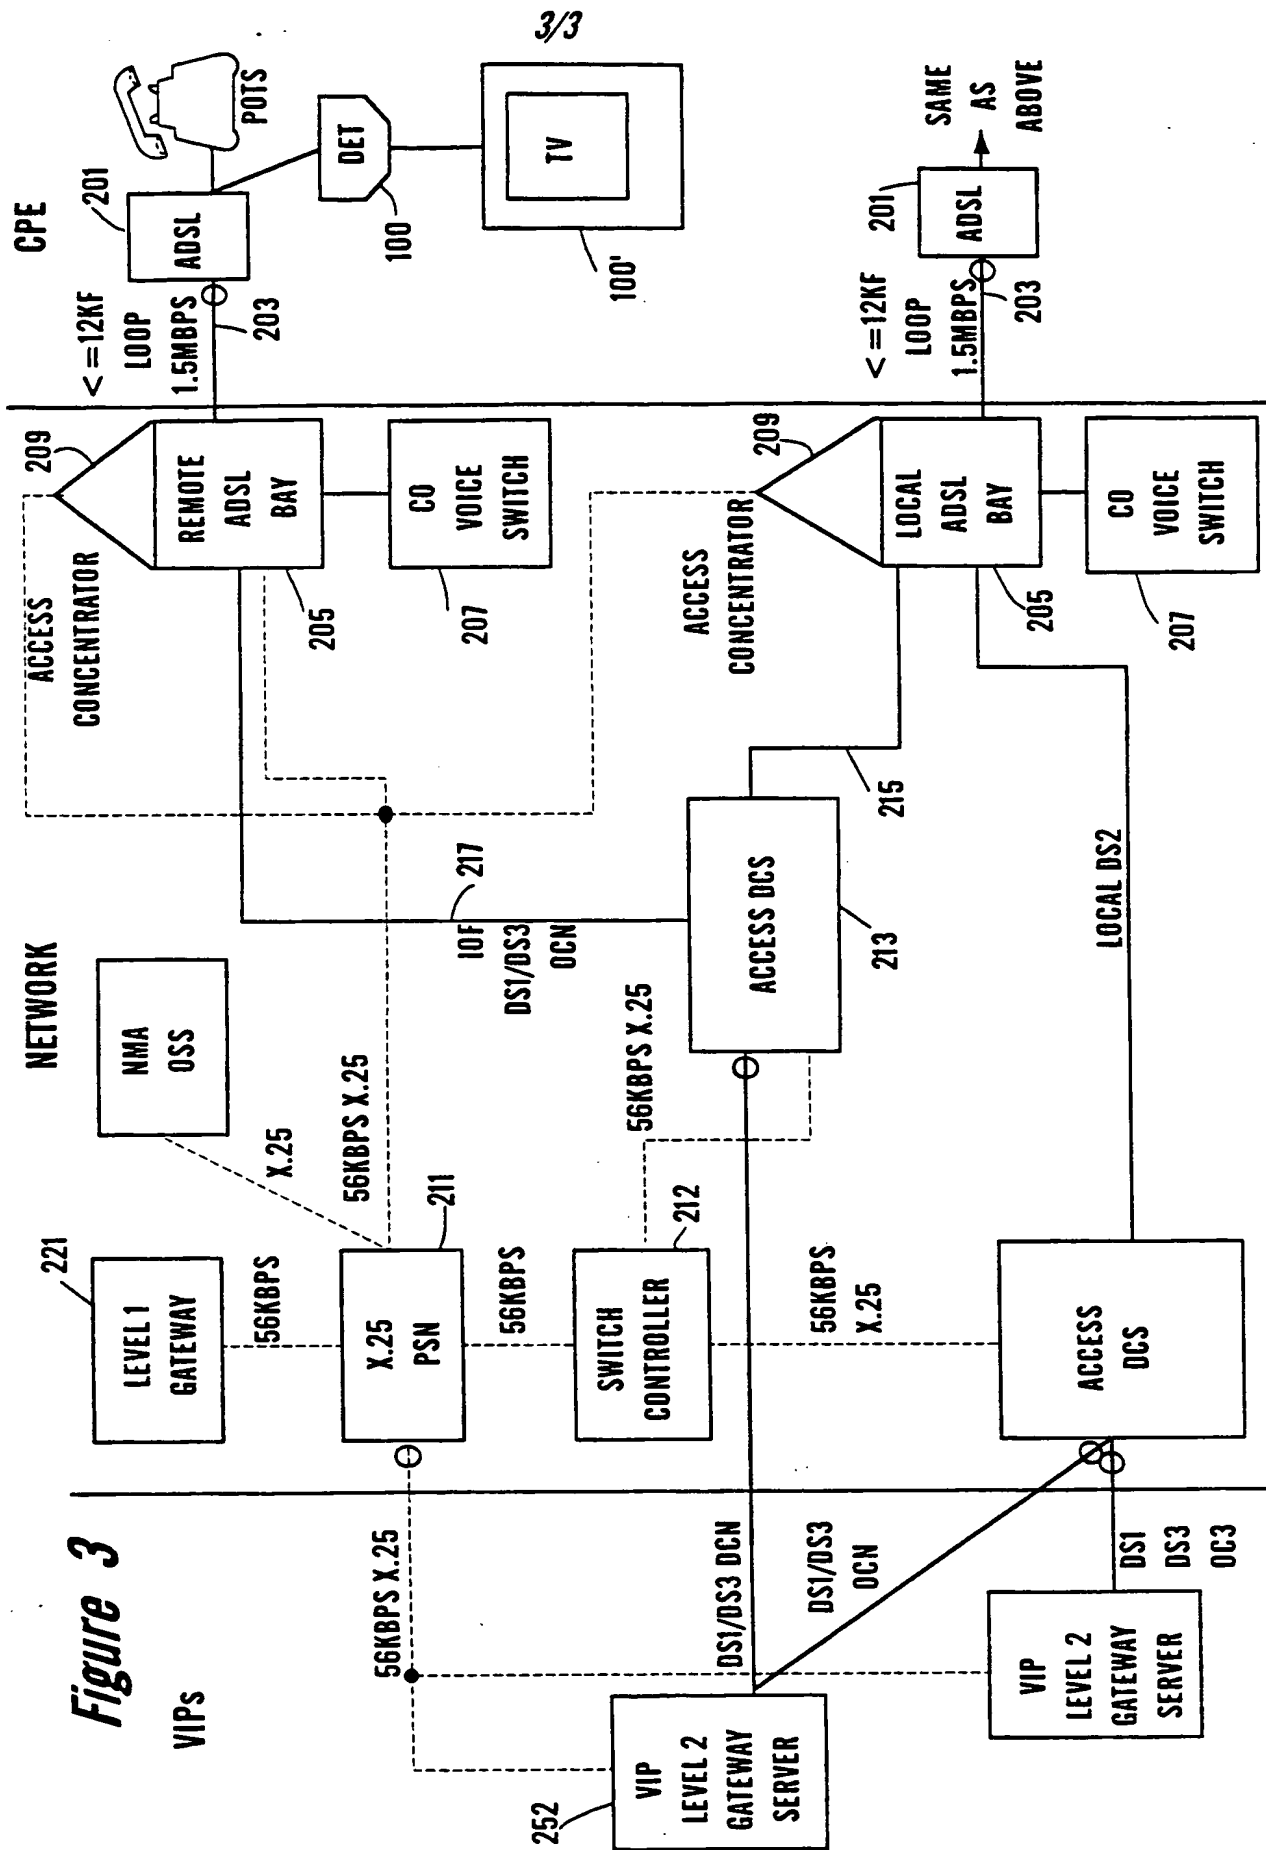 3/3
Figure 3
VIPs
NETWORK
CPE
221
LEVEL 1
GATEWAY
56KBPS
NMA
OSS
X.25
56KBPS X.25
211
X.25
PSN
56KBPS
56KBPS X.25
212
SWITCH
CONTROLLER
56KBPS
X.25
56KBPS X.25
252
VIP
LEVEL 2
GATEWAY
SERVER
DS1/DS3 DCN
DS1/DS3
OCN
VIP
LEVEL 2
GATEWAY
SERVER
DS1
DS3
OC3
ACCESS
DCS
LOCAL DS2
ACCESS DCS
213
215
217
IOF
DS1/DS3
OCN
ACCESS
CONCENTRATOR
209
REMOTE
ADSL
BAY
205
CO
VOICE
SWITCH
207
ACCESS
CONCENTRATOR
209
LOCAL
ADSL
BAY
205
CO
VOICE
SWITCH
207
<=12KF
LOOP
1.5MBPS
203
201
ADSL
POTS
DET
100
TV
100'
<=12KF
LOOP
1.5MBPS
203
201
ADSL
SAME
AS
ABOVE